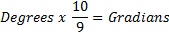 Degrees x 10/9 = Gradians